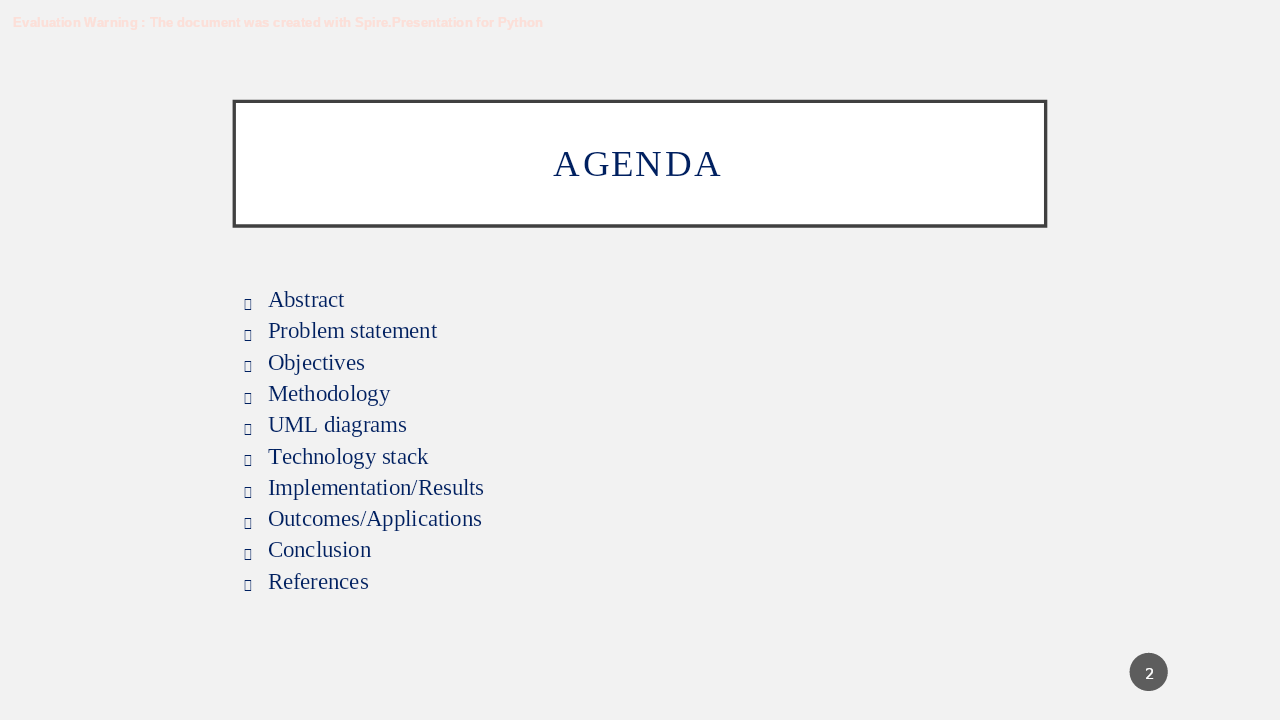 Evaluation Warning : The document was created with Spire.Presentation for Python
AGENDA
Abstract
Problem statement
Objectives
Methodology
UML diagrams
Technology stack
Implementation/Results
Outcomes/Applications
Conclusion
References
2